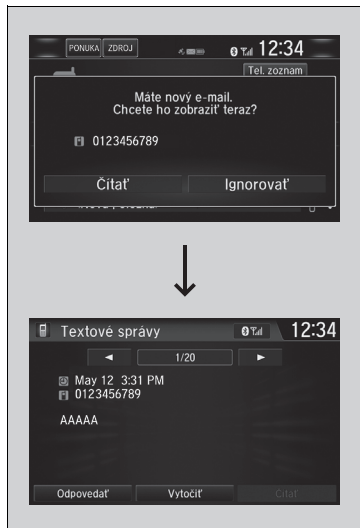 PONUKA ZDROJ 12:34
Tel. zoznam
Máte nový e-mail.
Chcete ho zobraziť teraz?
0123456789
Čítať Ignorovať
Textové správy 12:34
◄ 1/20 ►
May 12 3:31 PM
0123456789
AAAAA
Odpovedať Vytočiť Čítať